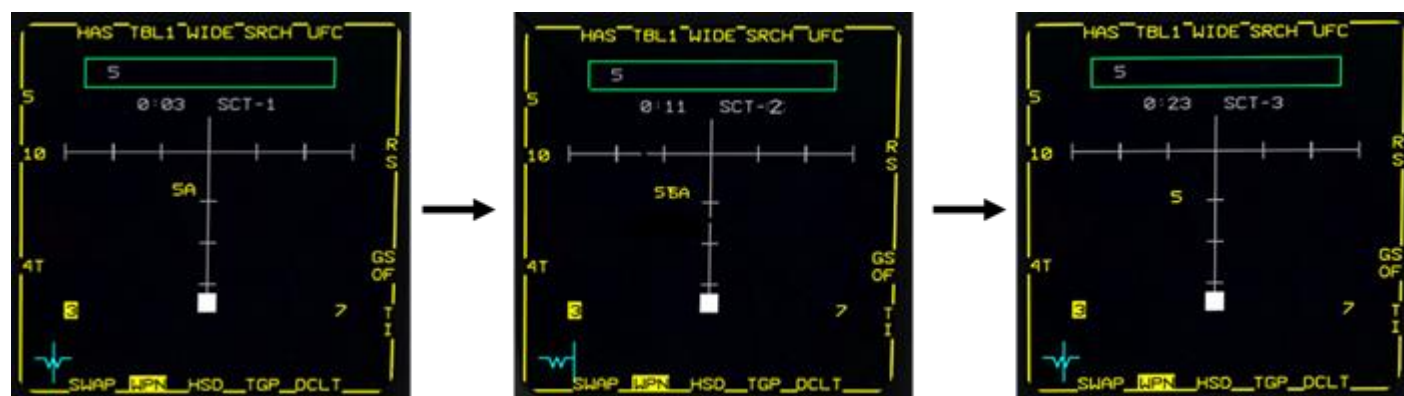 HAS TBL1 WIDE SRCH UFC
5
5
0:03 SCT-1
10
R
S
5A
GS
OF
4T
3
7
T
I
SWAP WPN HSD TGP DCLT
HAS TBL1 WIDE SRCH UFC
5
5
0:11 SCT-2
10
R
S
GS
OF
4T
3
7
T
I
SWAP WPN HSD TGP DCLT
HAS TBL1 WIDE SRCH UFC
5
5
0:23 SCT-3
10
R
S
5
GS
OF
4T
3
7
T
I
SWAP WPN HSD TGP DCLT